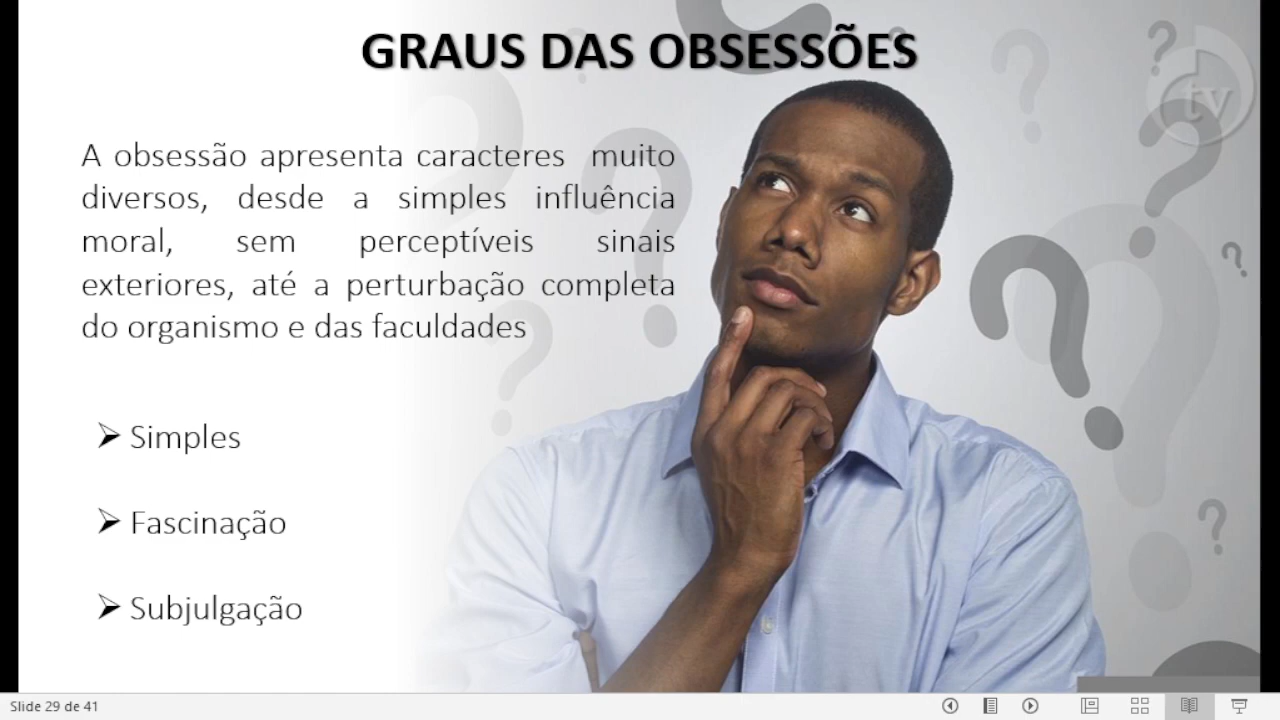 GRAUS DAS OBSESSÕES
tv
A obsessão apresenta caracteres muito
diversos, desde a simples influência
moral, sem perceptíveis sinais
exteriores, até a perturbação completa
do organismo e das faculdades
Simples
Fascinação
Subjulgação
Slide 29 de 41